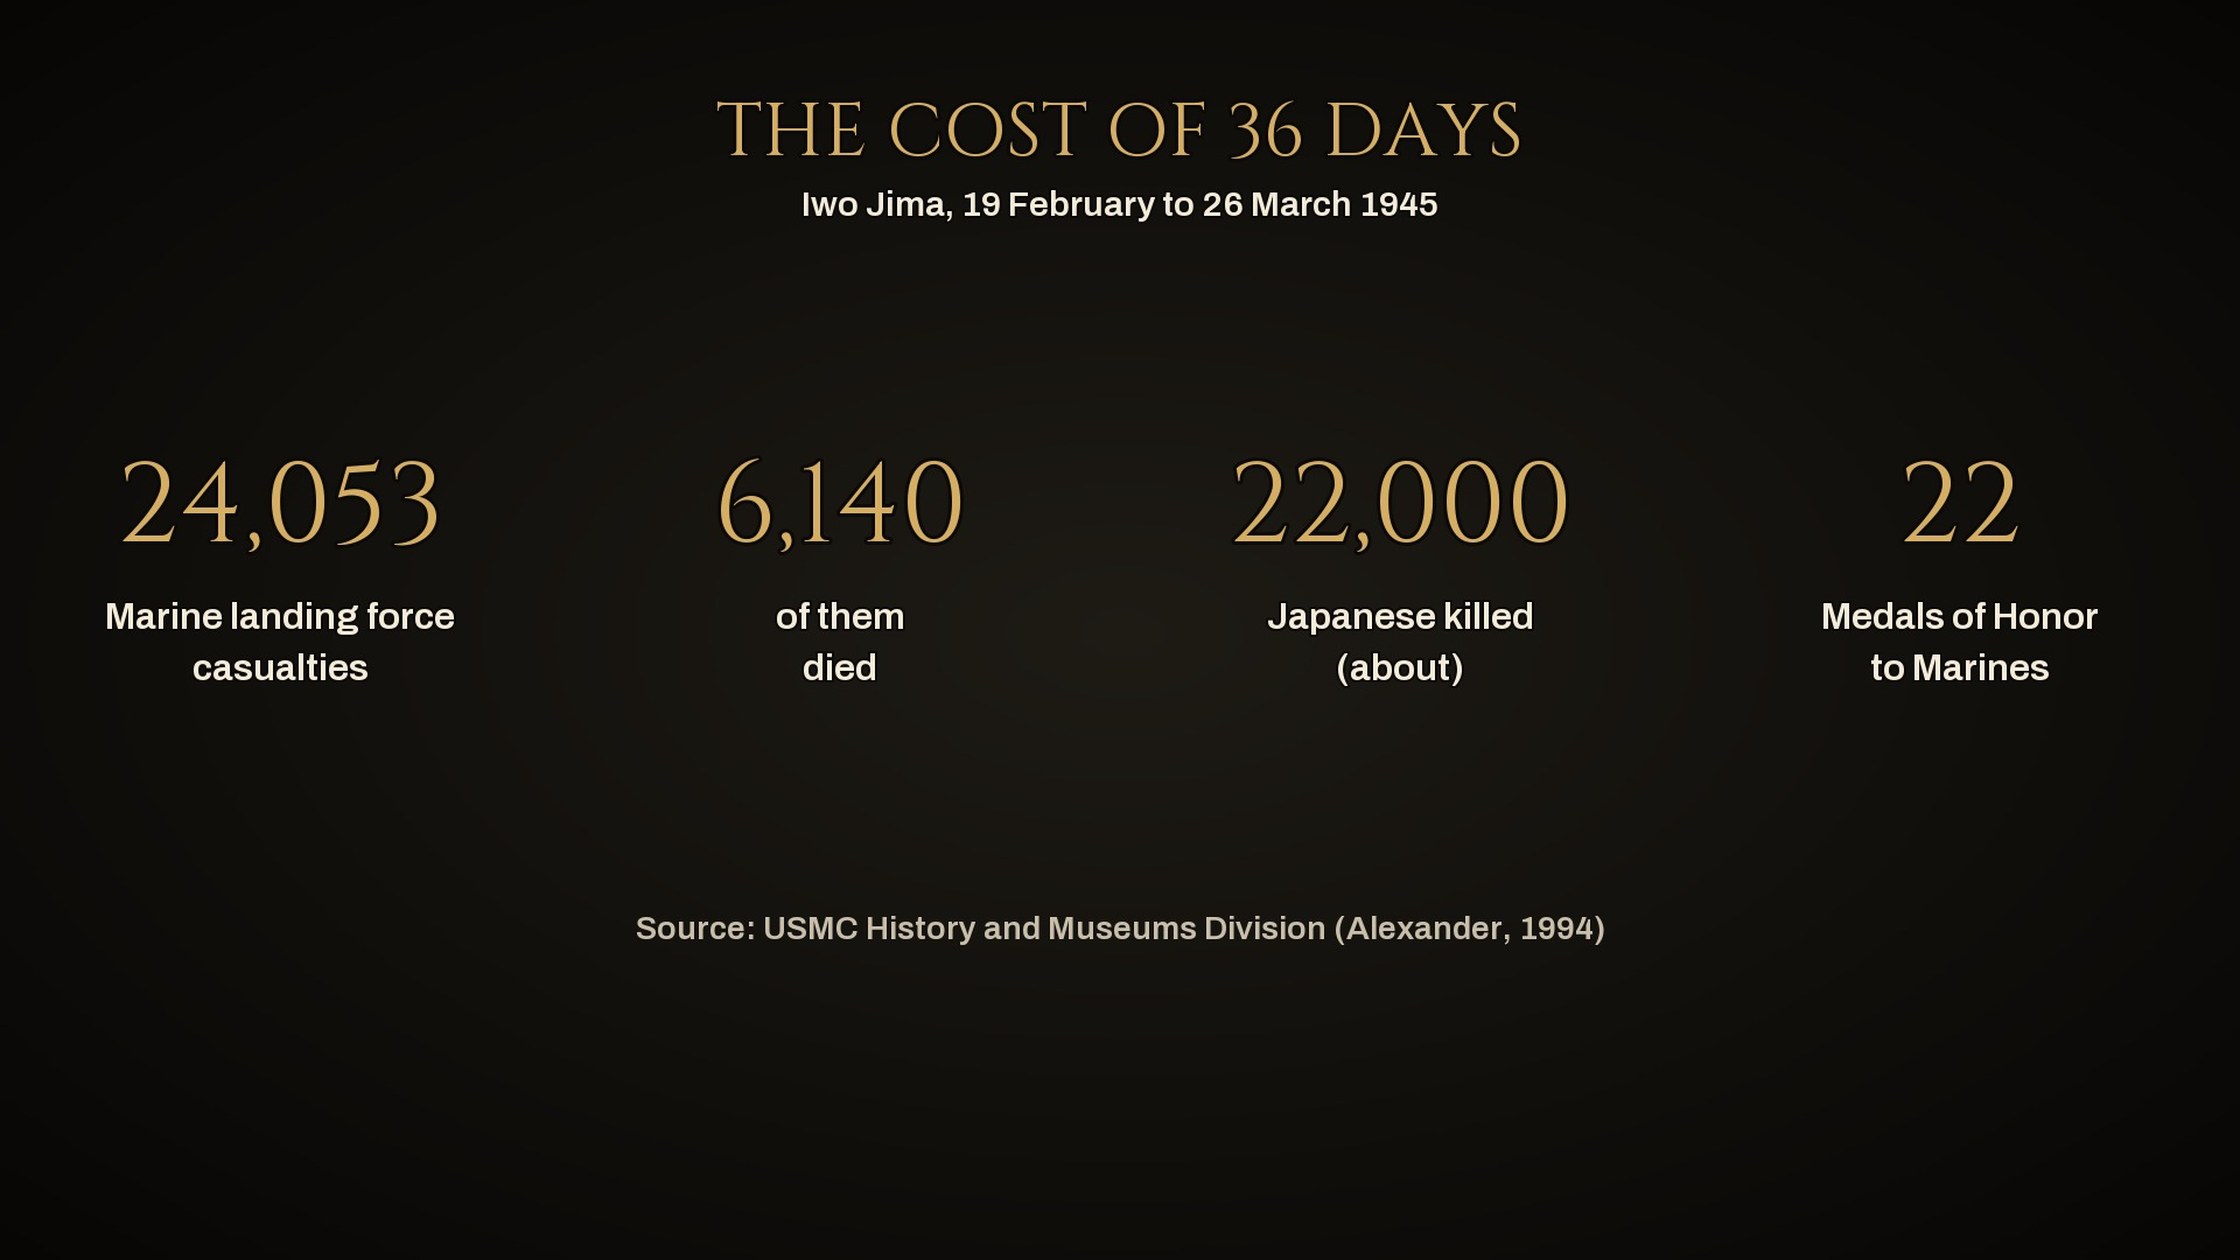 THE COST OF 36 DAYS
Iwo Jima, 19 February to 26 March 1945
24,053
Marine landing force
casualties
6,140
of them
died
22,000
Japanese killed
(about)
22
Medals of Honor
to Marines
Source: USMC History and Museums Division (Alexander, 1994)